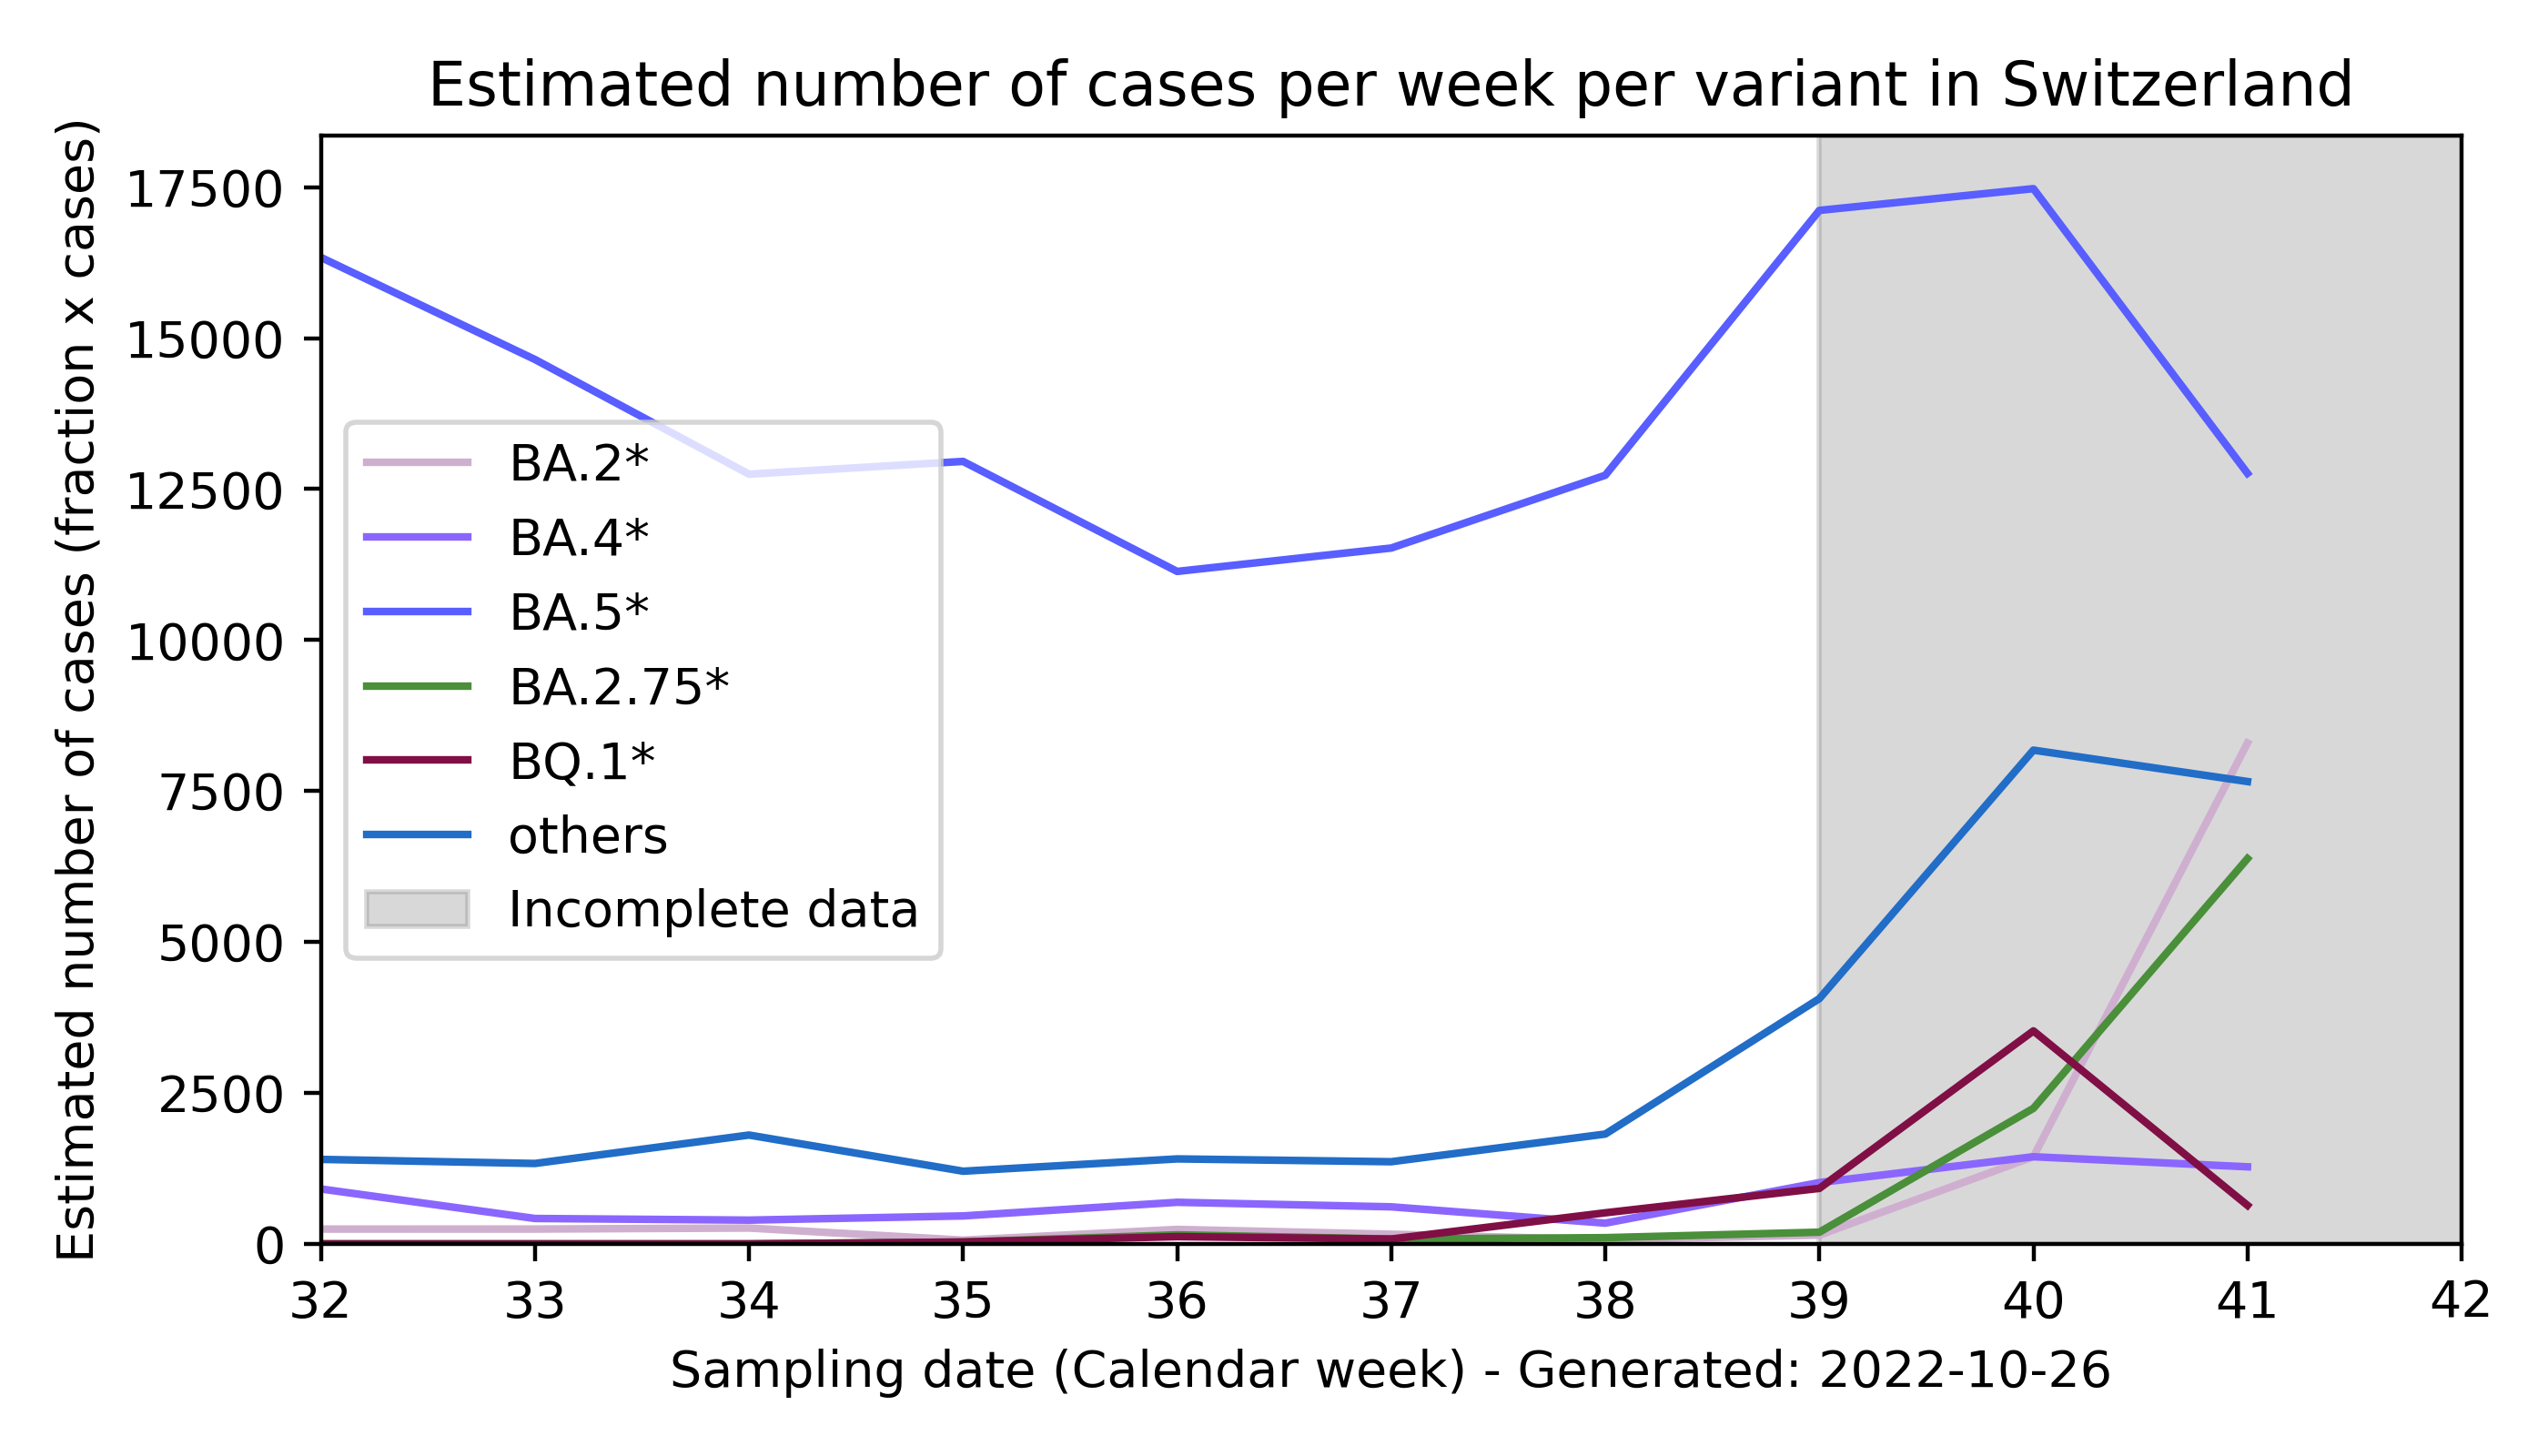 Estimated number of cases per week per variant in Switzerland
Estimated number of cases (fraction x cases)
17500
15000
12500
10000
7500
5000
2500
0
BA.2*
BA.4*
BA.5*
BA.2.75*
BQ.1*
others
Incomplete data
32 33 34 35 36 37 38 39 40 41 42
Sampling date (Calendar week) - Generated: 2022-10-26